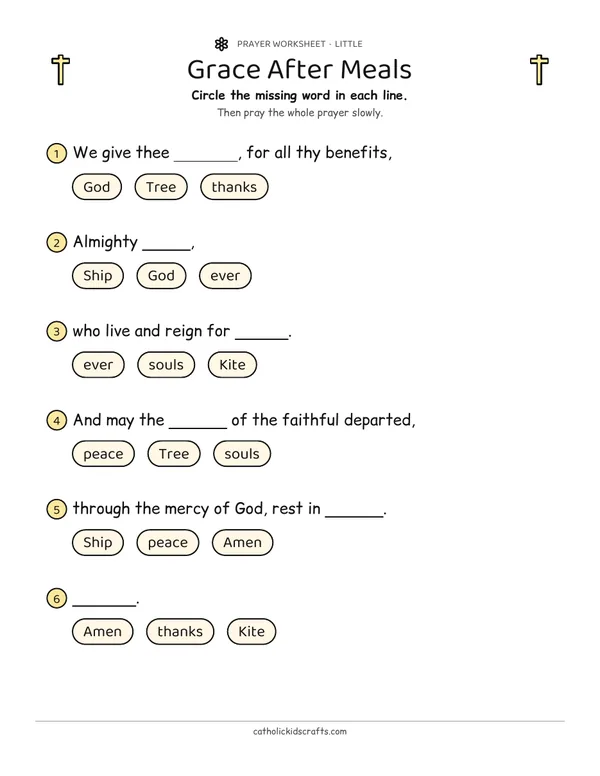 PRAYER WORKSHEET · LITTLE
Grace After Meals
Circle the missing word in each line.
Then pray the whole prayer slowly.
1 We give thee ________, for all thy benefits,
God Tree thanks
2 Almighty ______,
Ship God ever
3 who live and reign for _______.
ever souls Kite
4 And may the _______ of the faithful departed,
peace Tree souls
5 through the mercy of God, rest in _______.
Ship peace Amen
6 ________.
Amen thanks Kite
catholickidscrafts.com